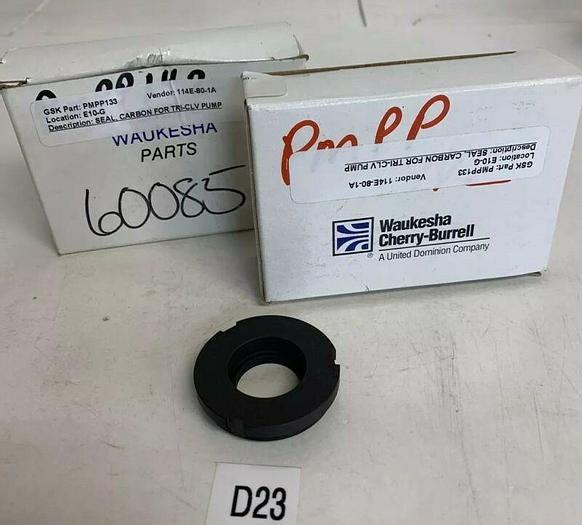 GSK Part: PMPP133 Vendor: 114E-80-1A
Location: E10-G
Description: SEAL, CARBON FOR TRI-CLV PUMP
WAUKESHA
PARTS
60085
PMPP
GSK Part: PMPP133
Location: E10-G
Description: SEAL, CARBON FOR TRI-CLV PUMP
Vendor: 114E-80-1A
Waukesha
Cherry-Burrell
®
A United Dominion Company
D23